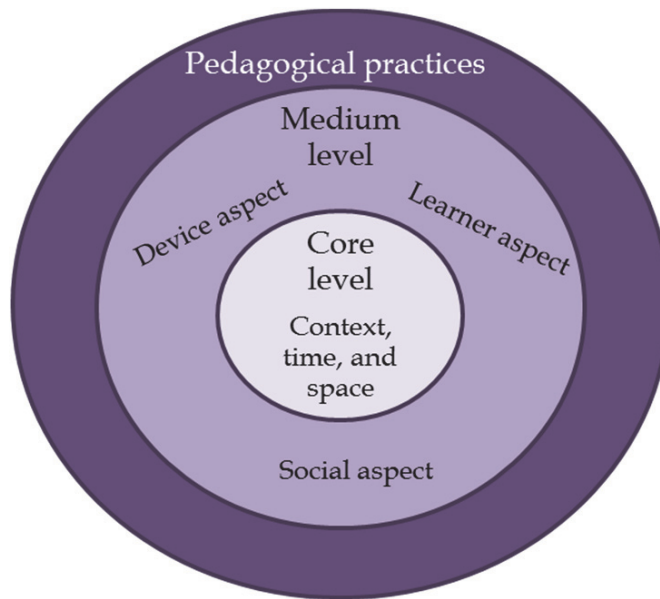 Pedagogical practices
Medium
level
Device aspect
Learner aspect
Core
level
Context,
time, and
space
Social aspect